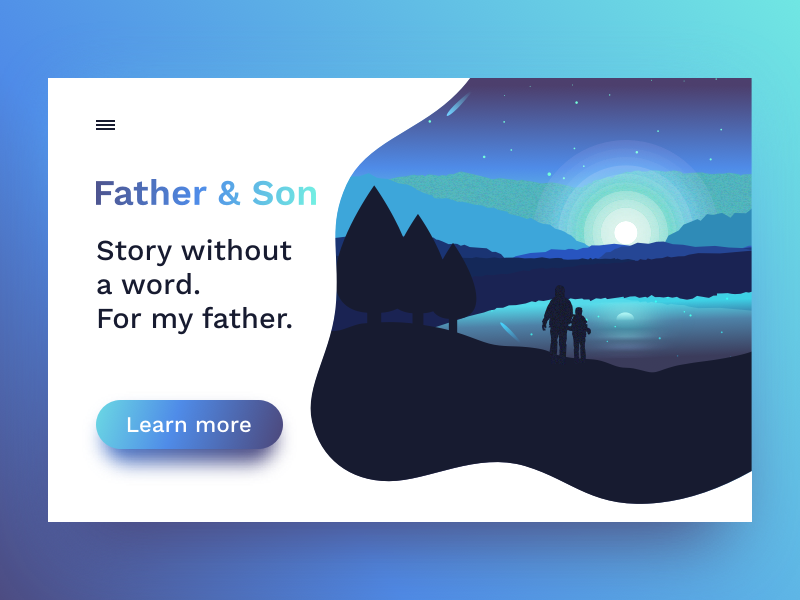 Father & Son
Story without
a word.
For my father.
Learn more